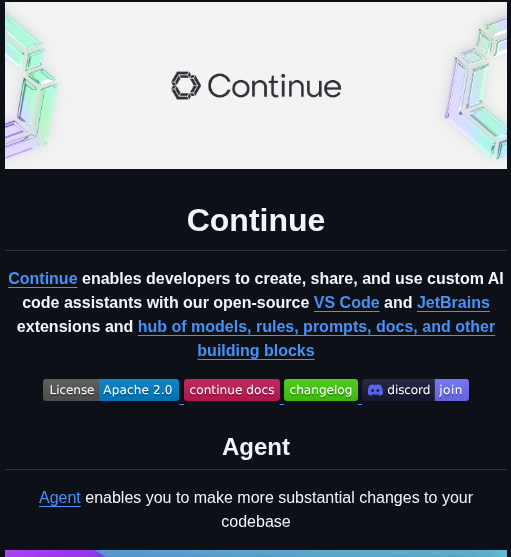 Continue
Continue
Continue enables developers to create, share, and use custom AI
code assistants with our open-source VS Code and JetBrains
extensions and hub of models, rules, prompts, docs, and other
building blocks
License Apache 2.0 continue docs changelog discord join
Agent
Agent enables you to make more substantial changes to your
codebase